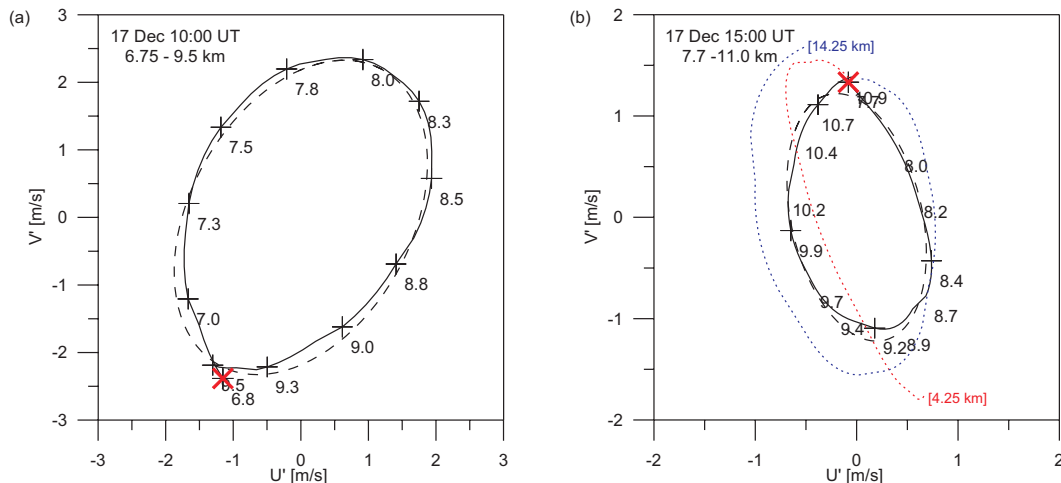 (a)
17 Dec 10:00 UT
6.75 - 9.5 km
V' [m/s]
3
2
1
0
-1
-2
-3
7.8
8.0
8.3
7.5
8.5
7.3
8.8
7.0
9.0
9.3
9.5
6.8
-3 -2 -1 0 1 2 3
U' [m/s]
(b)
17 Dec 15:00 UT
7.7 -11.0 km
[14.25 km]
V' [m/s]
2
1
0
-1
-2
10.9
7.7
10.7
10.4
8.0
10.2
8.2
9.9
8.4
9.7
8.7
9.4
9.2
8.9
[4.25 km]
-2 -1 0 1 2
U' [m/s]